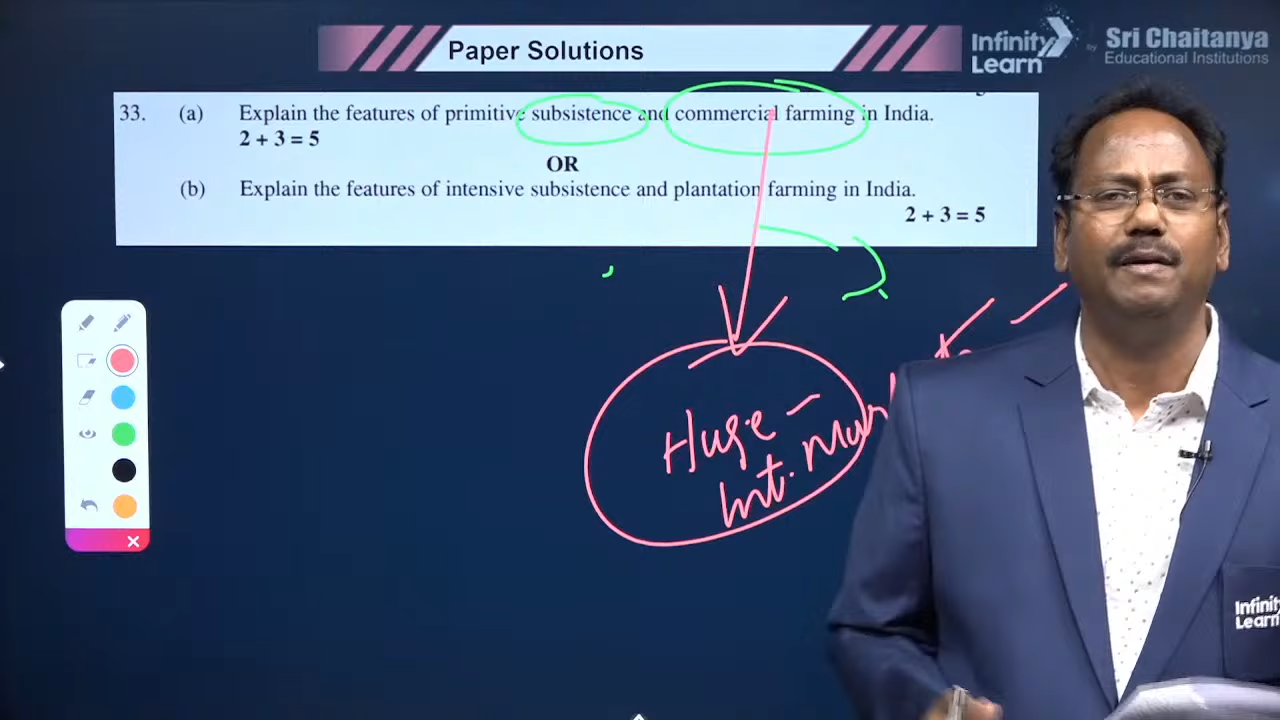 Paper Solutions
Infinity Learn
by Sri Chaitanya
Educational Institutions
33. (a) Explain the features of primitive subsistence and commercial farming in India.
2 + 3 = 5
OR
(b) Explain the features of intensive subsistence and plantation farming in India.
2 + 3 = 5
Huge –
Int.
Infinit
Learn